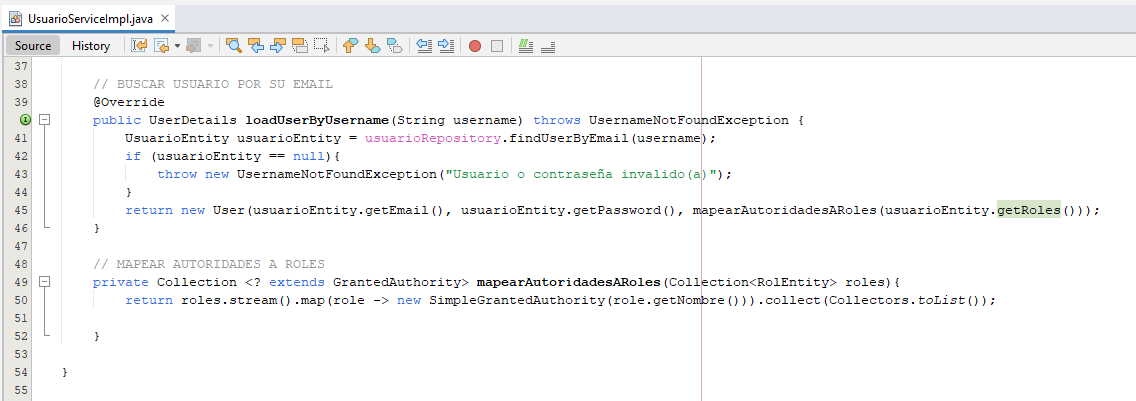 UsuarioServiceImpl.java
Source History
37
38 // BUSCAR USUARIO POR SU EMAIL
39 @Override
40 public UserDetails loadUserByUsername(String username) throws UsernameNotFoundException {
41 UsuarioEntity usuarioEntity = usuarioRepository.findUserByEmail(username);
42 if (usuarioEntity == null){
43 throw new UsernameNotFoundException("Usuario o contraseña invalido(a)");
44 }
45 return new User(usuarioEntity.getEmail(), usuarioEntity.getPassword(), mapearAutoridadesARoles(usuarioEntity.getRoles()));
46 }
47
48 // MAPEAR AUTORIDADES A ROLES
49 private Collection <? extends GrantedAuthority> mapearAutoridadesARoles(Collection<RolEntity> roles){
50 return roles.stream().map(role -> new SimpleGrantedAuthority(role.getNombre())).collect(Collectors.toList());
51
52 }
53
54 }
55